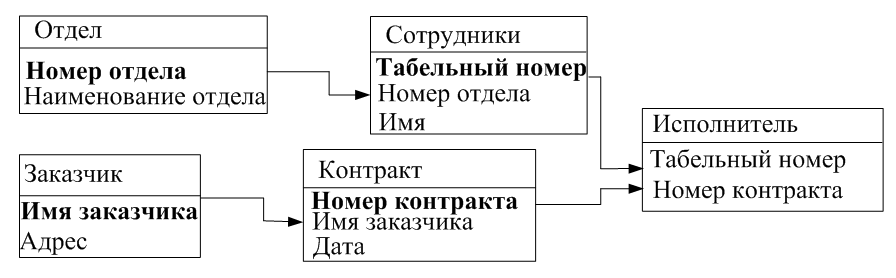 Отдел
Номер отдела
Наименование отдела
Сотрудники
Табельный номер
Номер отдела
Имя
Исполнитель
Табельный номер
Номер контракта
Заказчик
Имя заказчика
Адрес
Контракт
Номер контракта
Имя заказчика
Дата